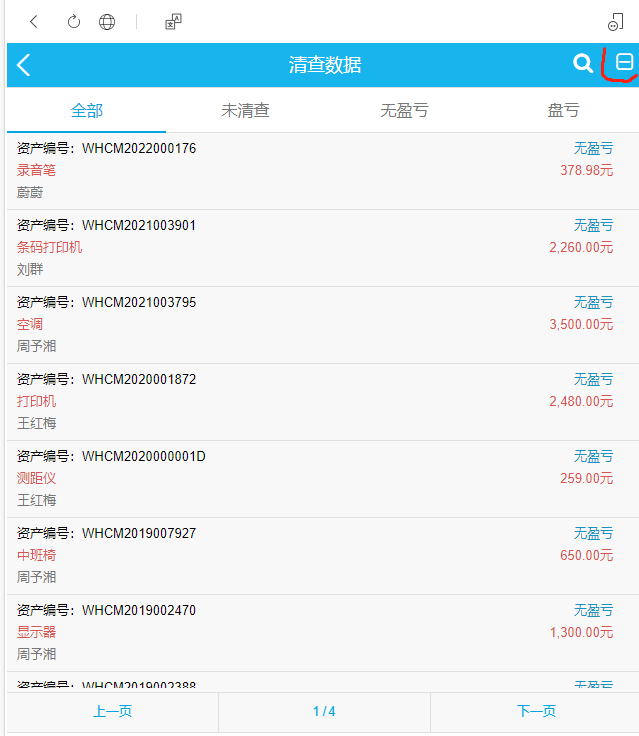 清查数据
全部 未清查 无盈亏 盘亏
资产编号：WHCM2022000176 无盈亏
录音笔 378.98元
蔚蔚
资产编号：WHCM2021003901 无盈亏
条码打印机 2,260.00元
刘群
资产编号：WHCM2021003795 无盈亏
空调 3,500.00元
周予湘
资产编号：WHCM2020001872 无盈亏
打印机 2,480.00元
王红梅
资产编号：WHCM2020000001D 无盈亏
测距仪 259.00元
王红梅
资产编号：WHCM2019007927 无盈亏
中班椅 650.00元
周予湘
资产编号：WHCM2019002470 无盈亏
显示器 1,300.00元
周予湘
资产编号：WHCM2019002388 无盈亏
上一页 1 / 4 下一页